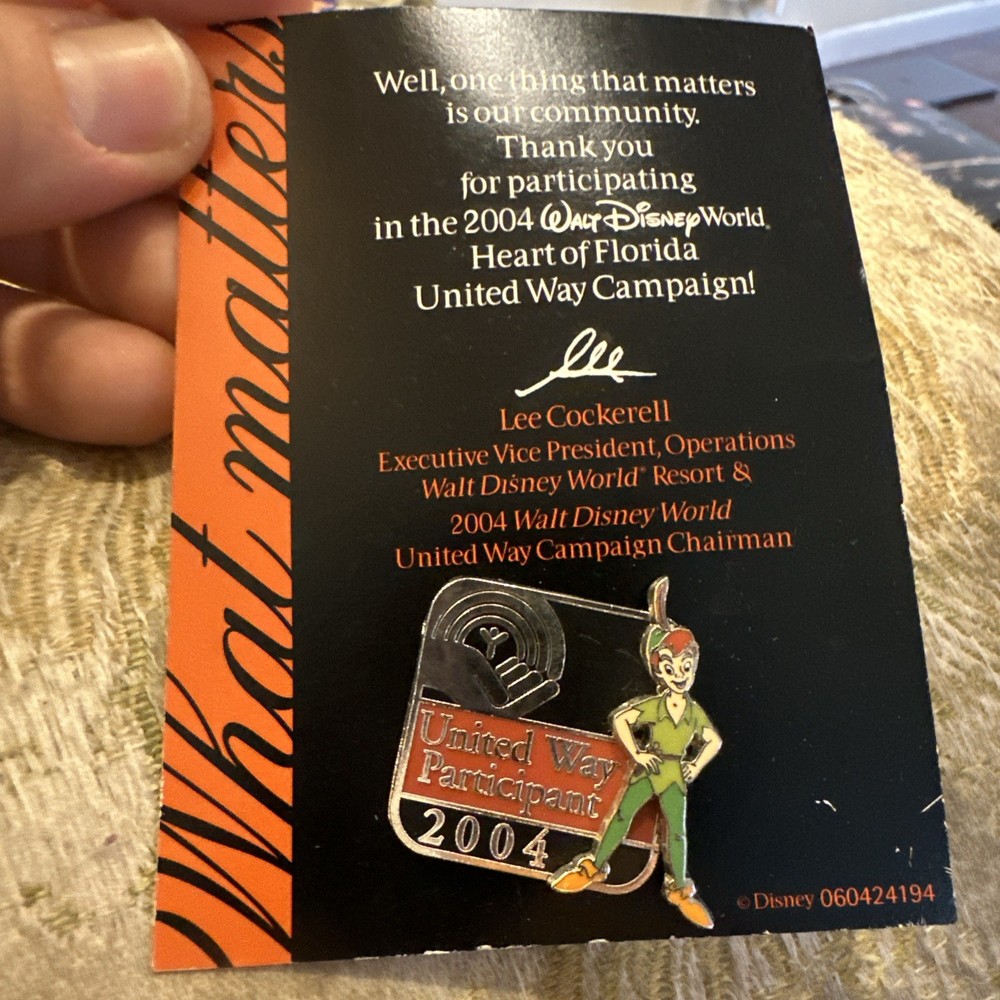 What matters
Well, one thing that matters
is our community.
Thank you
for participating
in the 2004 Walt Disney World®
Heart of Florida
United Way Campaign!
Lee
Lee Cockerell
Executive Vice President, Operations
Walt Disney World® Resort &
2004 Walt Disney World
United Way Campaign Chairman
United Way
Participant
2004
©Disney 060424194